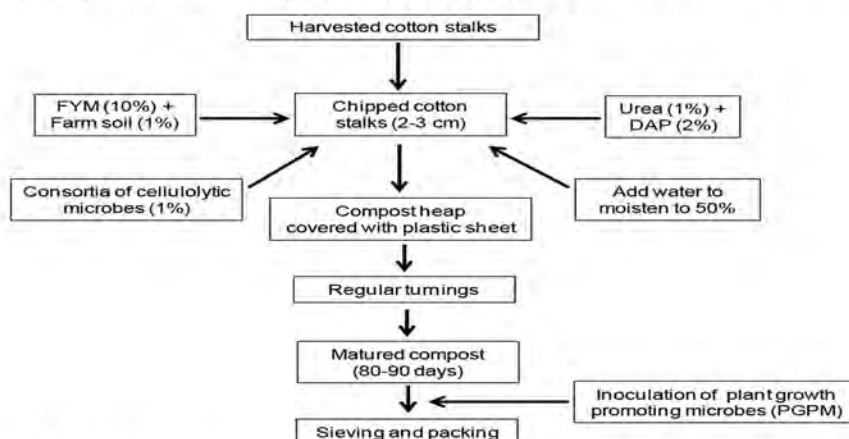 Harvested cotton stalks
FYM (10%) +
Farm soil (1%)
Chipped cotton
stalks (2-3 cm)
Urea (1%) +
DAP (2%)
Consortia of cellulolytic
microbes (1%)
Add water to
moisten to 50%
Compost heap
covered with plastic sheet
Regular turnings
Matured compost
(80-90 days)
Inoculation of plant growth
promoting microbes (PGPM)
Sieving and packing